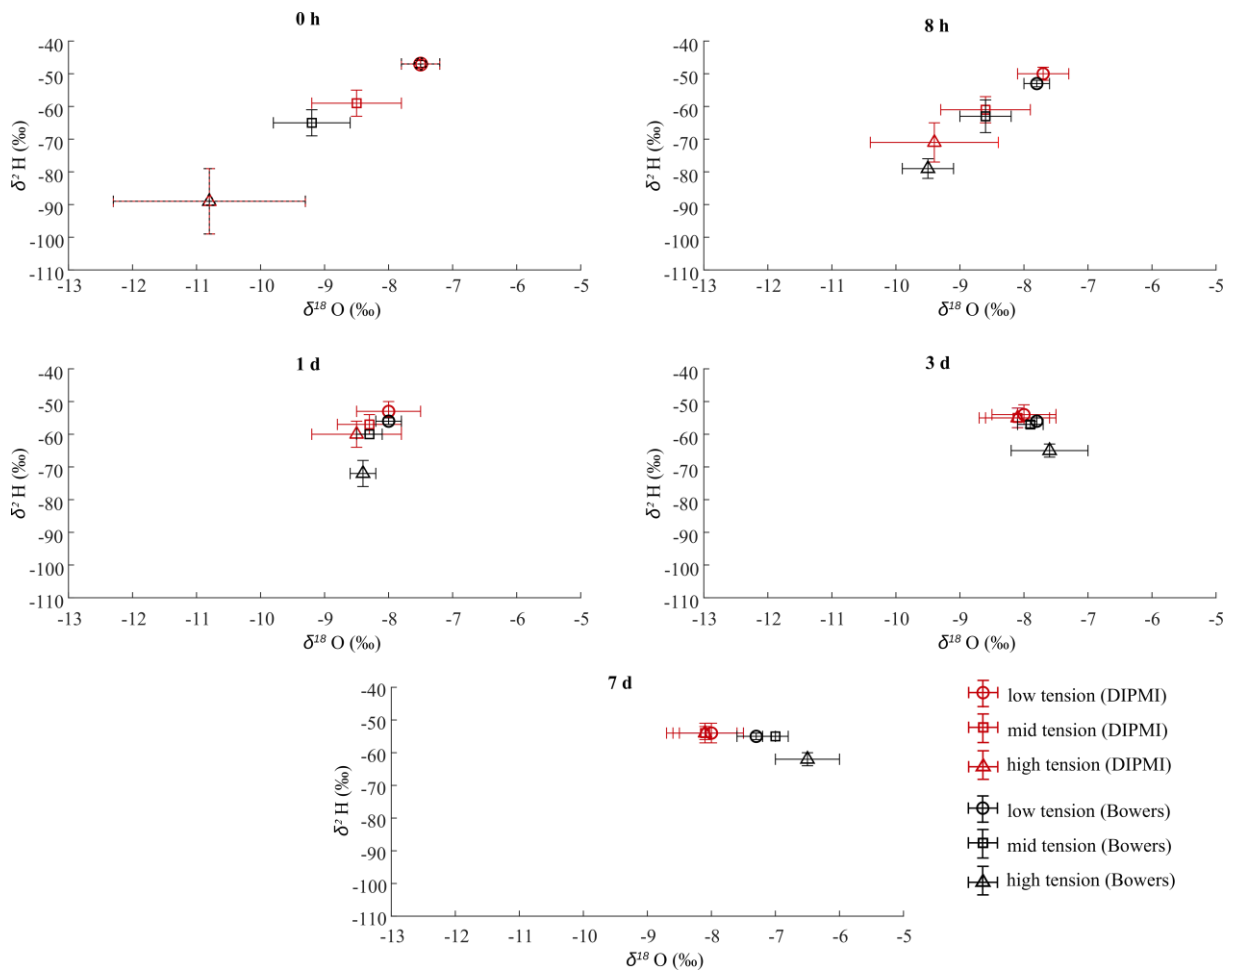 0 h
-40
-50
-60
-70
-80
-90
-100
-110
-13 -12 -11 -10 -9 -8 -7 -6 -5
δ² H (‰)
δ¹⁸ O (‰)
8 h
-40
-50
-60
-70
-80
-90
-100
-110
-13 -12 -11 -10 -9 -8 -7 -6 -5
δ² H (‰)
δ¹⁸ O (‰)
1 d
-40
-50
-60
-70
-80
-90
-100
-110
-13 -12 -11 -10 -9 -8 -7 -6 -5
δ² H (‰)
δ¹⁸ O (‰)
3 d
-40
-50
-60
-70
-80
-90
-100
-110
-13 -12 -11 -10 -9 -8 -7 -6 -5
δ² H (‰)
δ¹⁸ O (‰)
7 d
-40
-50
-60
-70
-80
-90
-100
-110
-13 -12 -11 -10 -9 -8 -7 -6 -5
δ² H (‰)
δ¹⁸ O (‰)
low tension (DIPMI)
mid tension (DIPMI)
high tension (DIPMI)
low tension (Bowers)
mid tension (Bowers)
high tension (Bowers)